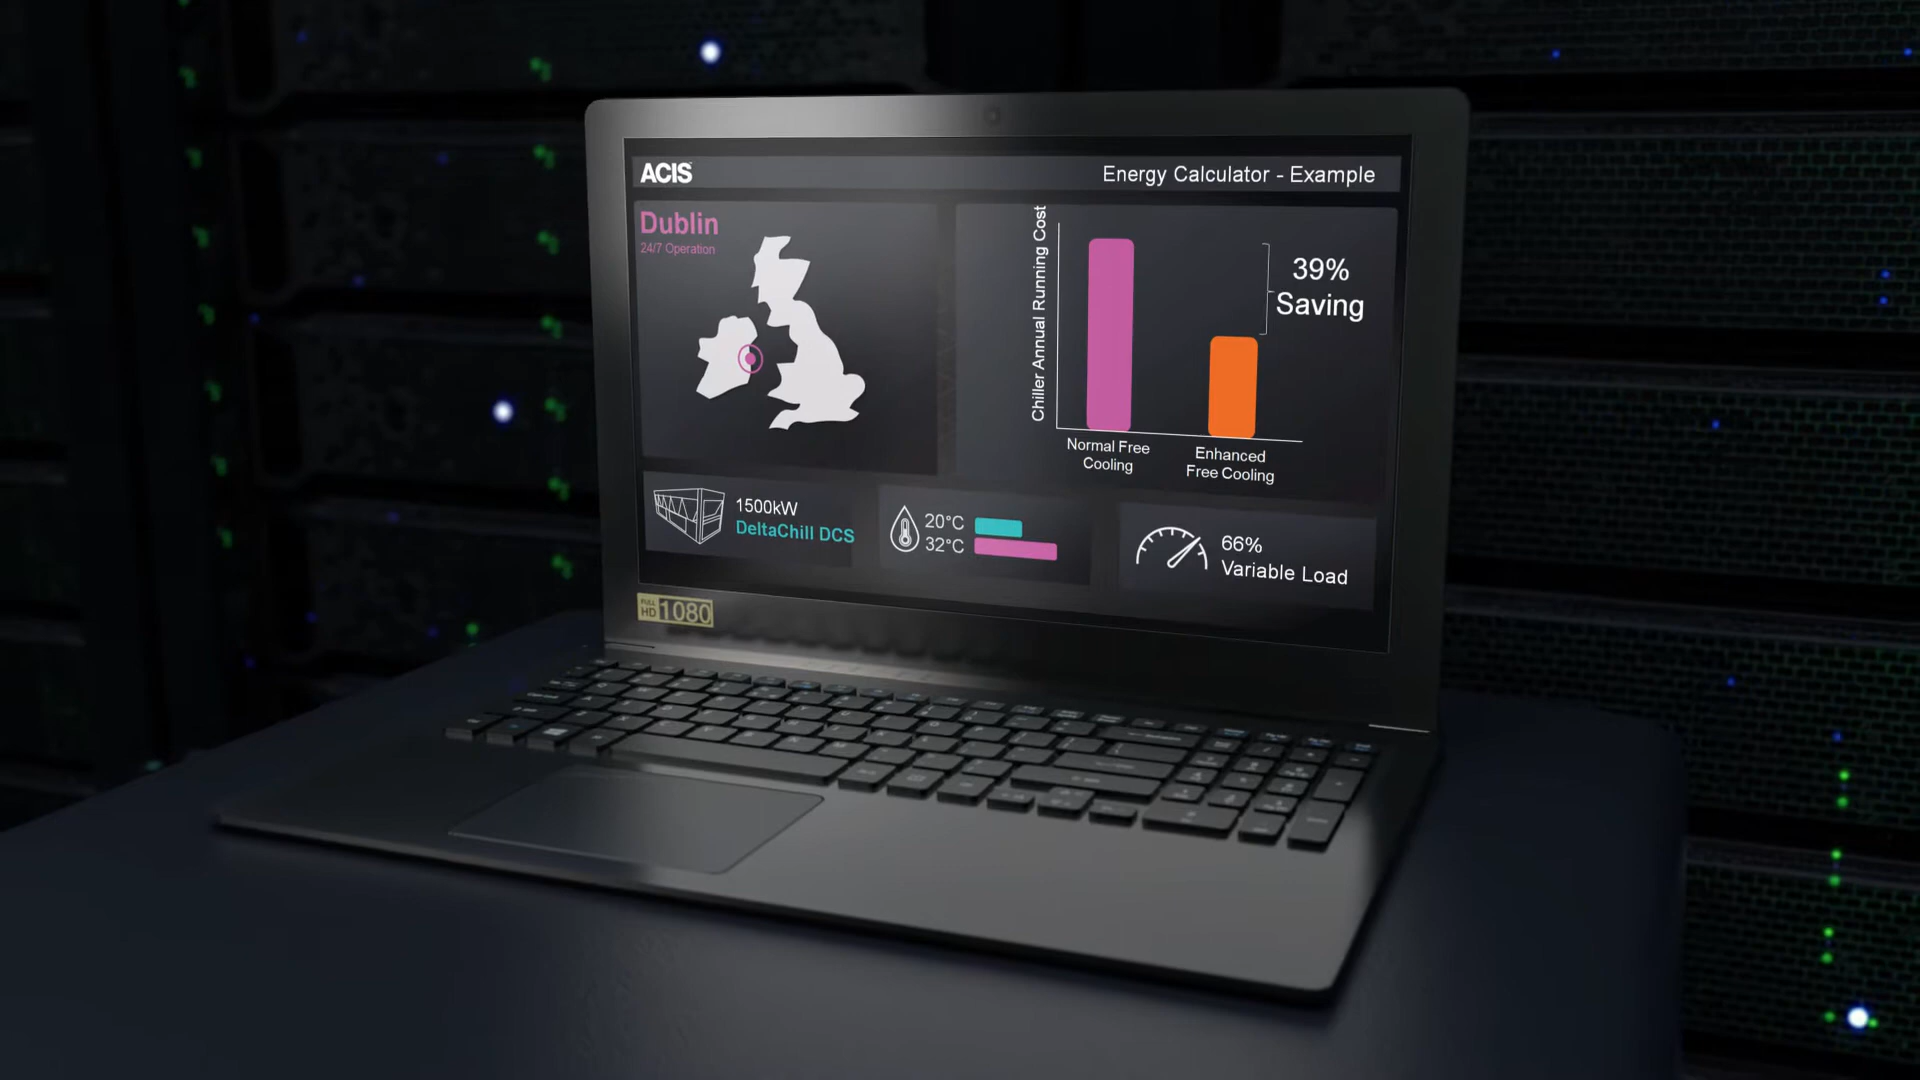 ACIS
Energy Calculator - Example
Dublin
24/7 Operation
Chiller Annual Running Cost
39%
Saving
Normal Free
Cooling
Enhanced
Free Cooling
1500kW
DeltaChill DCS
20°C
32°C
66%
Variable Load
FULL
HD 1080